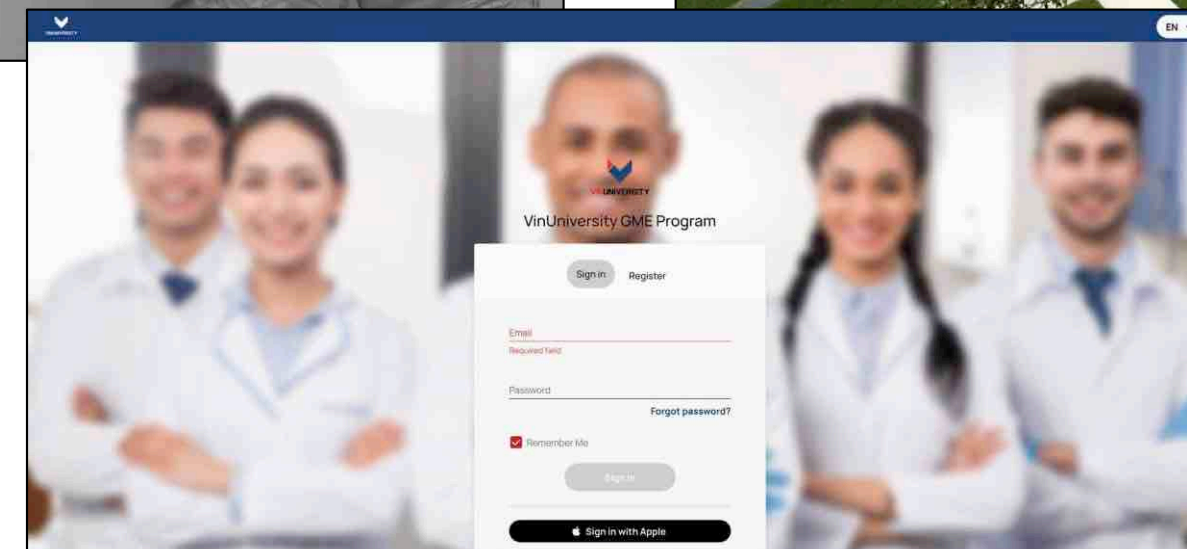 VINUNIVERSITY
EN
VINUNIVERSITY
VinUniversity GME Program
Sign in
Register
Email
Required field
Password
Forgot password?
Remember Me
Sign in
Sign in with Apple